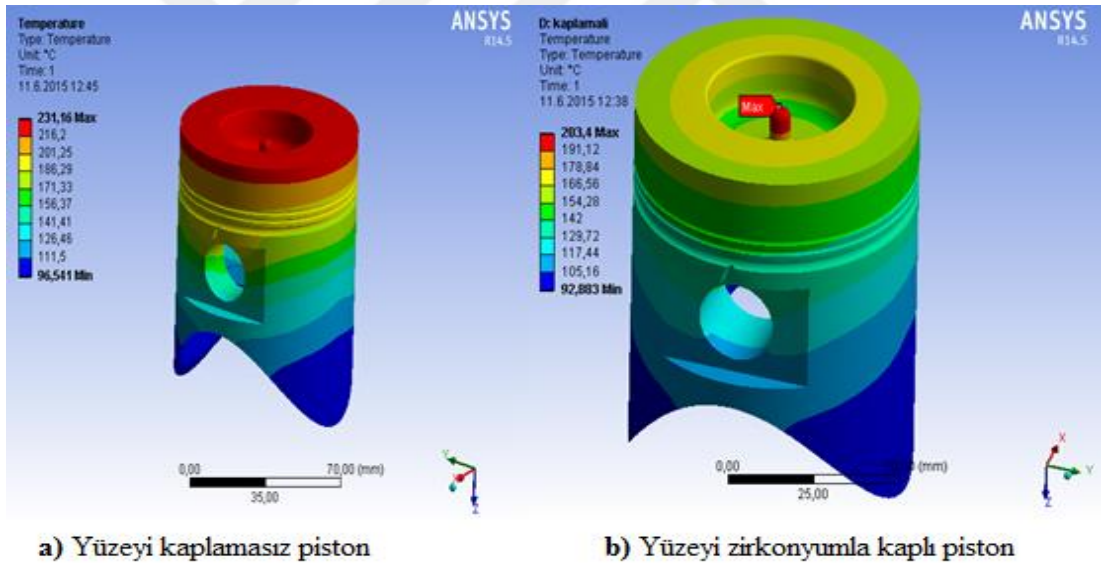 Temperature
Type: Temperature
Unit: °C
Time: 1
11.6.2015 12:45
231,16 Max
216,2
201,25
186,29
171,33
156,37
141,41
126,46
111,5
96,541 Min
ANSYS
R14.5
0,00
70,00 (mm)
35,00
Y
Z
D: kaplamali
Temperature
Type: Temperature
Unit: °C
Time: 1
11.6.2015 12:38
203,4 Max
191,12
178,84
166,56
154,28
142
129,72
117,44
105,16
92,883 Min
ANSYS
R14.5
Max
0,00
(mm)
25,00
X
Y
Z
a) Yüzeyi kaplamasız piston
b) Yüzeyi zirkonyumla kaplı piston